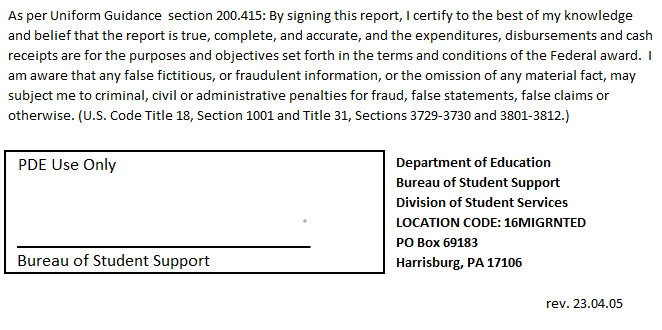 As per Uniform Guidance section 200.415: By signing this report, I certify to the best of my knowledge
and belief that the report is true, complete, and accurate, and the expenditures, disbursements and cash
receipts are for the purposes and objectives set forth in the terms and conditions of the Federal award. I
am aware that any false fictitious, or fraudulent information, or the omission of any material fact, may
subject me to criminal, civil or administrative penalties for fraud, false statements, false claims or
otherwise. (U.S. Code Title 18, Section 1001 and Title 31, Sections 3729-3730 and 3801-3812.)
PDE Use Only
Bureau of Student Support
Department of Education
Bureau of Student Support
Division of Student Services
LOCATION CODE: 16MIGRNTED
PO Box 69183
Harrisburg, PA 17106
rev. 23.04.05